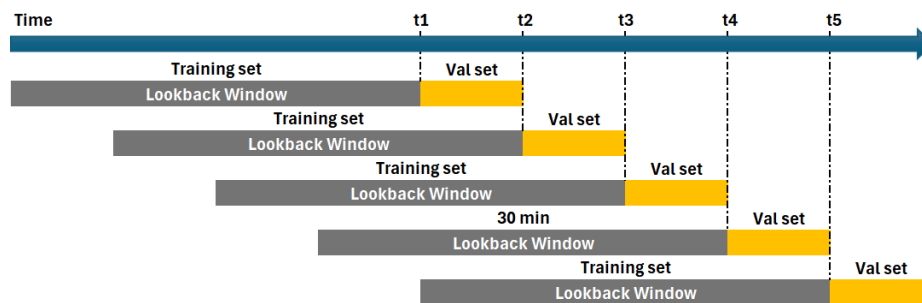 Time t1 t2 t3 t4 t5
Training set Val set
Lookback Window
Training set Val set
Lookback Window
Training set Val set
Lookback Window
30 min Val set
Lookback Window
Training set Val set
Lookback Window